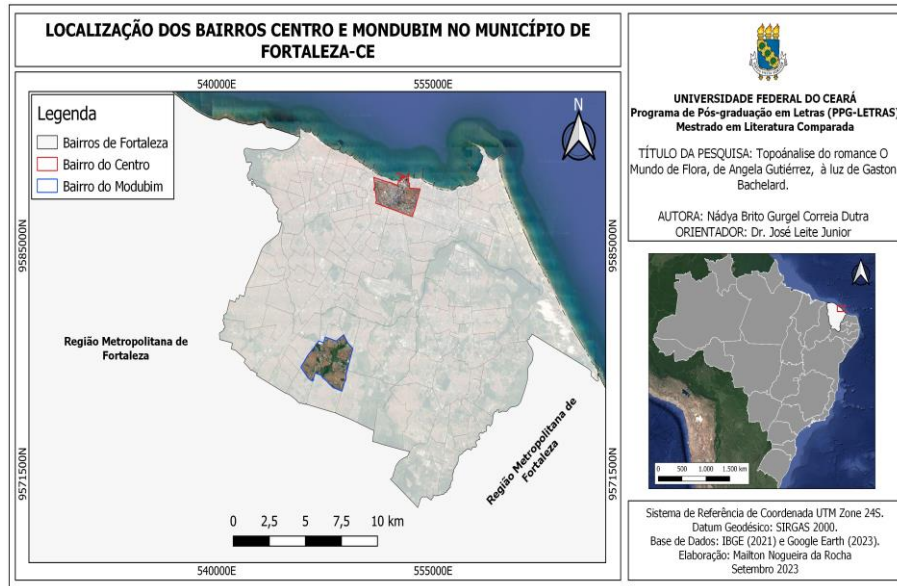 LOCALIZAÇÃO DOS BAIRROS CENTRO E MONDUBIM NO MUNICÍPIO DE
FORTALEZA-CE
540000E
555000E
Legenda
Bairros de Fortaleza
Bairro do Centro
Bairro do Modubim
N
9585000N
9585000N
Região Metropolitana de
Fortaleza
Região Metropolitana de
Fortaleza
9571500N
9571500N
0 2,5 5 7,5 10 km
540000E
555000E
UNIVERSIDADE FEDERAL DO CEARÁ
Programa de Pós-graduação em Letras (PPG-LETRAS)
Mestrado em Literatura Comparada
TÍTULO DA PESQUISA: Topoánalise do romance O
Mundo de Flora, de Angela Gutiérrez, à luz de Gaston
Bachelard.
AUTORA: Nádya Brito Gurgel Correia Dutra
ORIENTADOR: Dr. José Leite Junior
0 500 1.000 1.500 km
Sistema de Referência de Coordenada UTM Zone 24S.
Datum Geodésico: SIRGAS 2000.
Base de Dados: IBGE (2021) e Google Earth (2023).
Elaboração: Mailton Nogueira da Rocha
Setembro 2023